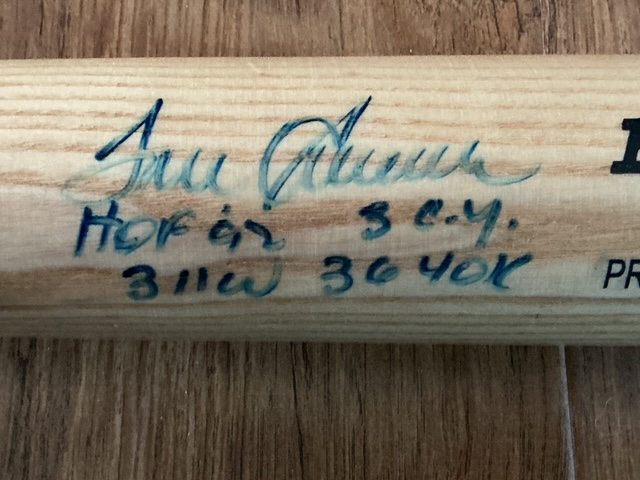 Tom Seaver
HOF 92 3 C.Y.
311W 3640K
PR